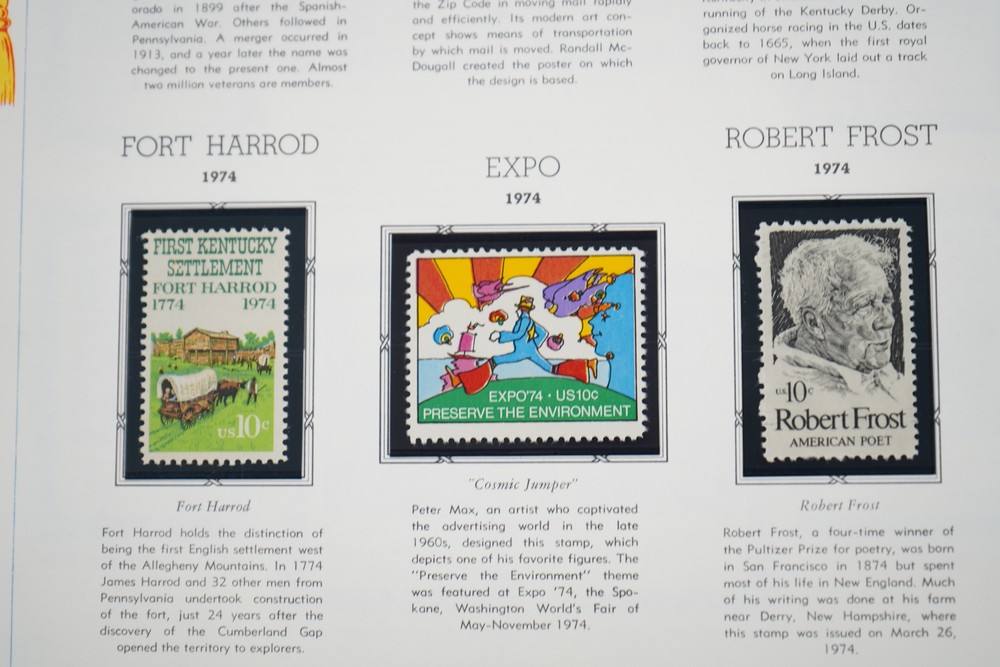 orado in 1899 after the Spanish-
American War. Others followed in
Pennsylvania. A merger occurred in
1913, and a year later the name was
changed to the present one. Almost
two million veterans are members.
the Zip Code in moving mail rapidly
and efficiently. Its modern art con-
cept shows means of transportation
by which mail is moved. Randall Mc-
Dougall created the poster on which
the design is based.
running of the Kentucky Derby. Or-
ganized horse racing in the U.S. dates
back to 1665, when the first royal
governor of New York laid out a track
on Long Island.
FORT HARROD
1974
FIRST KENTUCKY
SETTLEMENT
FORT HARROD
1774 1974
US10c
Fort Harrod
Fort Harrod holds the distinction of
being the first English settlement west
of the Allegheny Mountains. In 1774
James Harrod and 32 other men from
Pennsylvania undertook construction
of the fort, just 24 years after the
discovery of the Cumberland Gap
opened the territory to explorers.
EXPO
1974
EXPO'74 · US10c
PRESERVE THE ENVIRONMENT
"Cosmic Jumper"
Peter Max, an artist who captivated
the advertising world in the late
1960s, designed this stamp, which
depicts one of his favorite figures. The
"Preserve the Environment" theme
was featured at Expo '74, the Spo-
kane, Washington World's Fair of
May-November 1974.
ROBERT FROST
1974
US10c
Robert Frost
AMERICAN POET
Robert Frost
Robert Frost, a four-time winner of
the Pultizer Prize for poetry, was born
in San Francisco in 1874 but spent
most of his life in New England. Much
of his writing was done at his farm
near Derry, New Hampshire, where
this stamp was issued on March 26,
1974.